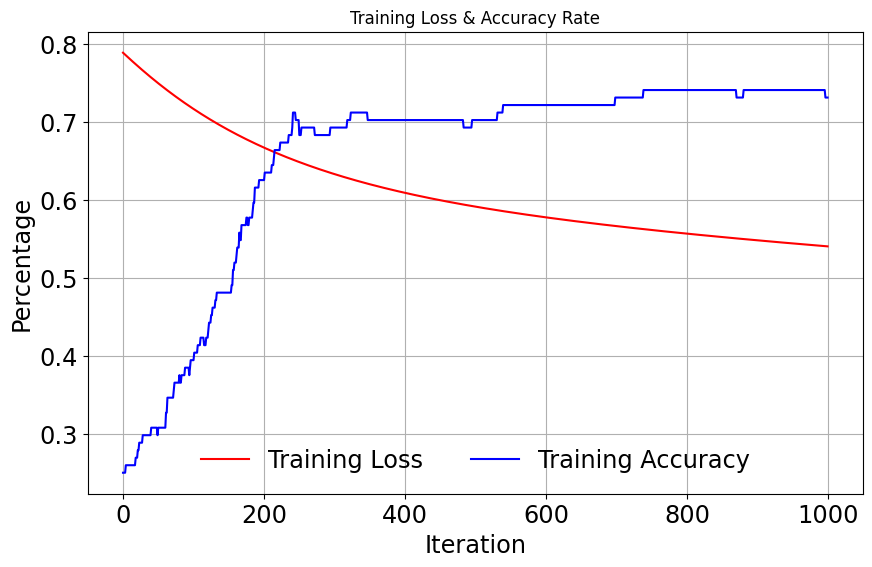 Training Loss & Accuracy Rate
0.8
0.7
0.6
0.5
0.4
0.3
Percentage
Training Loss
Training Accuracy
0
200
400
600
800
1000
Iteration